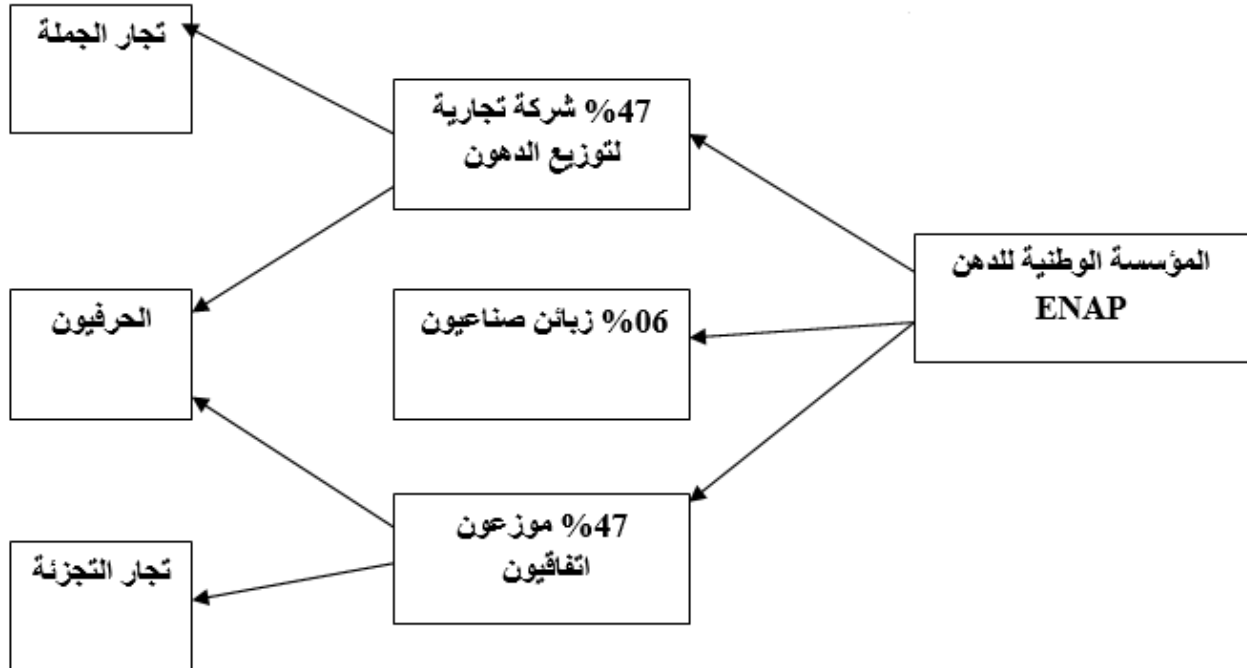 المؤسسة الوطنية للدهن
ENAP
%47 شركة تجارية
لتوزيع الدهون
%06 زبائن صناعيون
%47 موزعون
اتفاقيون
تجار الجملة
الحرفيون
تجار التجزئة